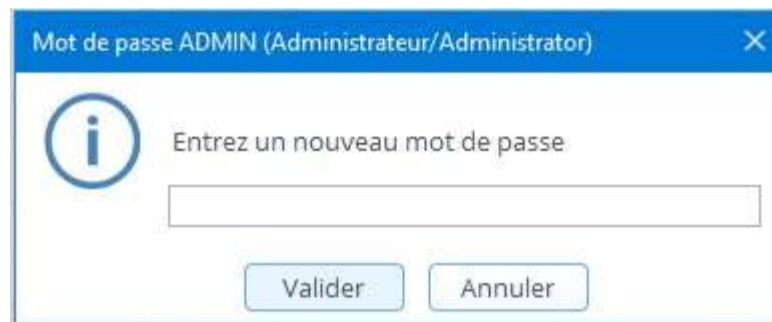 Mot de passe ADMIN (Administrateur/Administrator)
Entrez un nouveau mot de passe
Valider Annuler